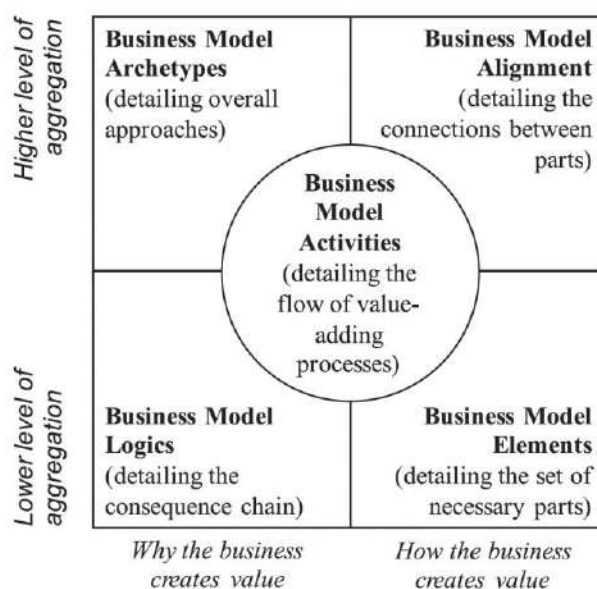 Higher level of
aggregation
Business Model
Archetypes
(detailing overall
approaches)
Business Model
Alignment
(detailing the
connections between
parts)
Business
Model
Activities
(detailing the
flow of value-
adding
processes)
Lower level of
aggregation
Business Model
Logics
(detailing the
consequence chain)
Business Model
Elements
(detailing the set of
necessary parts)
Why the business
creates value
How the business
creates value